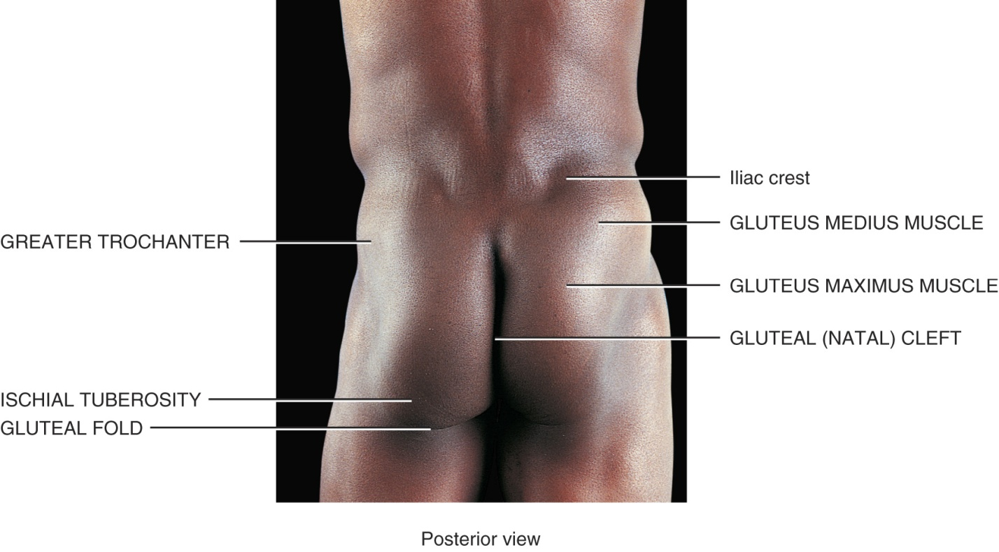 Iliac crest
GLUTEUS MEDIUS MUSCLE
GREATER TROCHANTER
GLUTEUS MAXIMUS MUSCLE
GLUTEAL (NATAL) CLEFT
ISCHIAL TUBEROSITY
GLUTEAL FOLD
Posterior view